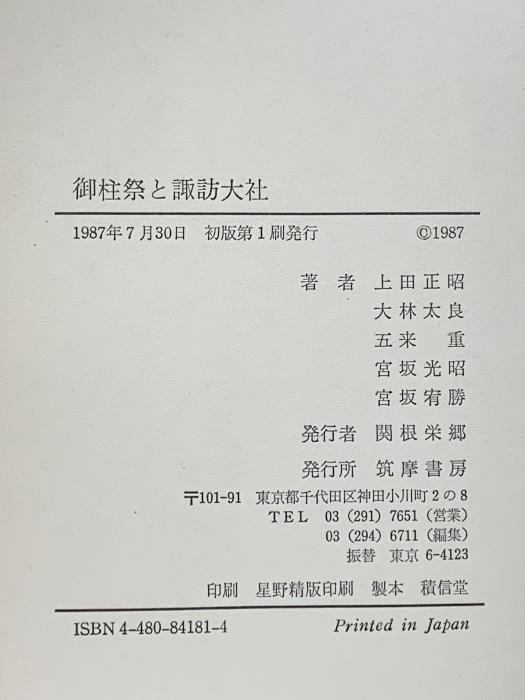 御柱祭と諏訪大社
1987年7月30日 初版第1刷発行 ©1987
著者 上田正昭
大林太良
五来重
宮坂光昭
宮坂宥勝
発行者 関根栄郷
発行所 筑摩書房
〒101-91 東京都千代田区神田小川町2の8
TEL 03 (291) 7651 (営業)
03 (294) 6711 (編集)
振替 東京 6-4123
印刷 星野精版印刷 製本 積信堂
ISBN 4-480-84181-4 Printed in Japan